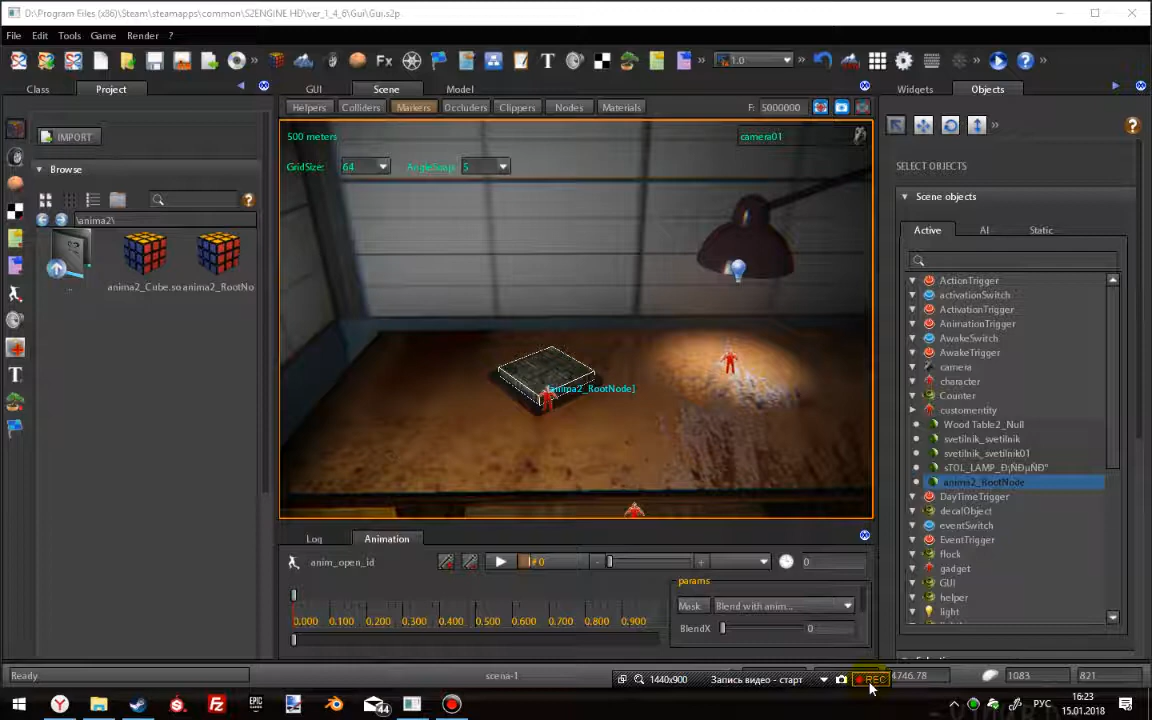 D:\Program Files (x86)\Steam\steamapps\common\S2ENGINE HD\ver_1_4_6\Gui\Gui.s2p
File Edit Tools Game Render ?
Fx T 1.0
Class Project GUI Scene Model Widgets Objects
Helpers Colliders Markers Occluders Clippers Nodes Materials F: 5000000
IMPORT
500 meters camera01
GridSize: 64 AngleSnap: 5
SELECT OBJECTS
Browse
Scene objects
\anima2\
Active AI Static
..
anima2_Cube.so anima2_RootNo
ActionTrigger
activationSwitch
ActivationTrigger
AnimationTrigger
AwakeSwitch
AwakeTrigger
camera
character
Counter
customentity
Wood Table2_Null
svetilnik_svetilnik
svetilnik_svetilnik01
anima2_RootNode
DayTimeTrigger
decalObject
eventSwitch
EventTrigger
flock
gadget
GUI
helper
light
[anima2_RootNode]
T
Log Animation
anim_open_id # 0 - + 0
params
Mask Blend with anim...
BlendX 0
0.000 0.100 0.200 0.300 0.400 0.500 0.600 0.700 0.800 0.900
Ready scena-1 4746.78 1083 821
1440x900 Запись видео - старт REC
44
РУС
16:23
15.01.2018